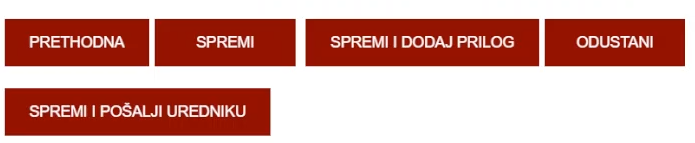 PRETHODNA SPREMI SPREMI I DODAJ PRILOG ODUSTANI
SPREMI I POŠALJI UREDNIKU